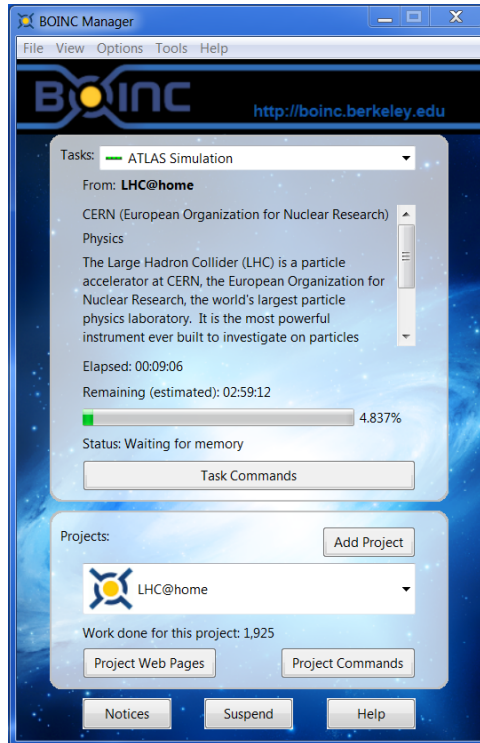 BOINC Manager
File View Options Tools Help
BOINC
http://boinc.berkeley.edu
Tasks: ATLAS Simulation
From: LHC@home
CERN (European Organization for Nuclear Research)
Physics
The Large Hadron Collider (LHC) is a particle
accelerator at CERN, the European Organization for
Nuclear Research, the world's largest particle
physics laboratory. It is the most powerful
instrument ever built to investigate on particles
Elapsed: 00:09:06
Remaining (estimated): 02:59:12
4.837%
Status: Waiting for memory
Task Commands
Projects:
Add Project
LHC@home
Work done for this project: 1,925
Project Web Pages Project Commands
Notices Suspend Help